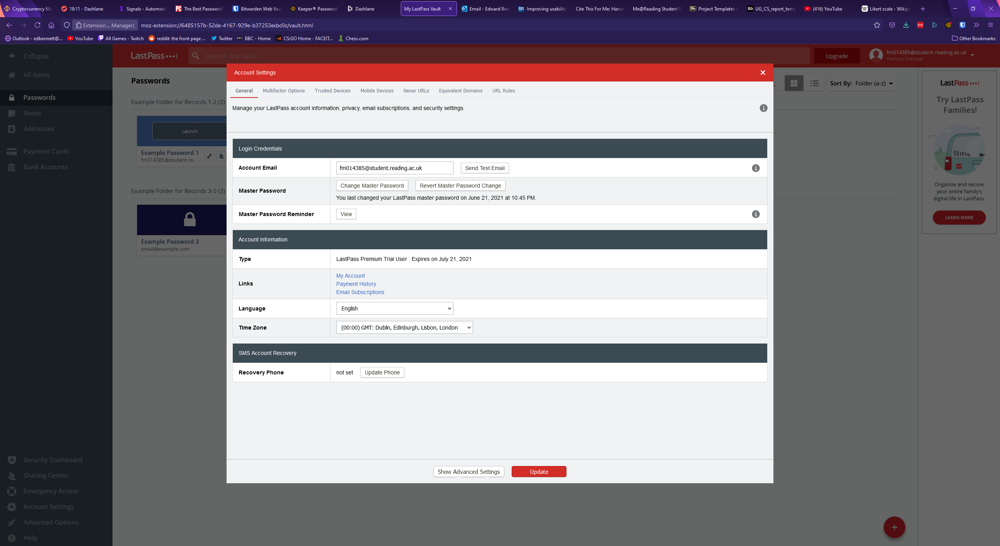 Cryptocurrency Ma
18:11 - Dashlane
Signals - Automate
The Best Password
Bitwarden Web Vau
Keeper® Password
Dashlane
My LastPass Vault
Email - Edward Ben
Improving usability
Cite This For Me: Harva
Me@Reading Student P
Project Templates –
UG_CS_report_temp
(416) YouTube
Likert scale - Wikipe
Extension... Manager)
moz-extension://6485157b-52de-4167-929e-b37253ecbc0c/vault.html
Outlook - edbennett@...
YouTube
All Games - Twitch
reddit: the front page ...
Twitter
BBC - Home
CS:GO Home - FACEIT...
Chess.com
Other Bookmarks
Collapse
All Items
Passwords
Notes
Addresses
Payment Cards
Bank Accounts
Security Dashboard
Sharing Center
Emergency Access
Account Settings
Advanced Options
Help
LastPass
search my vault
Upgrade
fm014385@student.reading.ac.uk
Premium Trial User
Passwords
Sort By: Folder (a-z)
Example Folder for Records 1-2 (2)
Launch
Example Password 1
fm014385@student.re...
Example Folder for Records 3-5 (3)
Example Password 3
email@example.com
Account Settings
General
Multifactor Options
Trusted Devices
Mobile Devices
Never URLs
Equivalent Domains
URL Rules
Manage your LastPass account information, privacy, email subscriptions, and security settings.
Login Credentials
Account Email
fm014385@student.reading.ac.uk
Send Test Email
Master Password
Change Master Password
Revert Master Password Change
You last changed your LastPass master password on June 21, 2021 at 10:45 PM.
Master Password Reminder
View
Account Information
Type
LastPass Premium Trial User : Expires on July 21, 2021
Links
My Account
Payment History
Email Subscriptions
Language
English
Time Zone
(00:00) GMT: Dublin, Edinburgh, Lisbon, London
SMS Account Recovery
Recovery Phone
not set
Update Phone
Show Advanced Settings
Update
LastPass
Try LastPass
Families!
Organize and secure
your entire family's
digital life in LastPass.
LEARN MORE